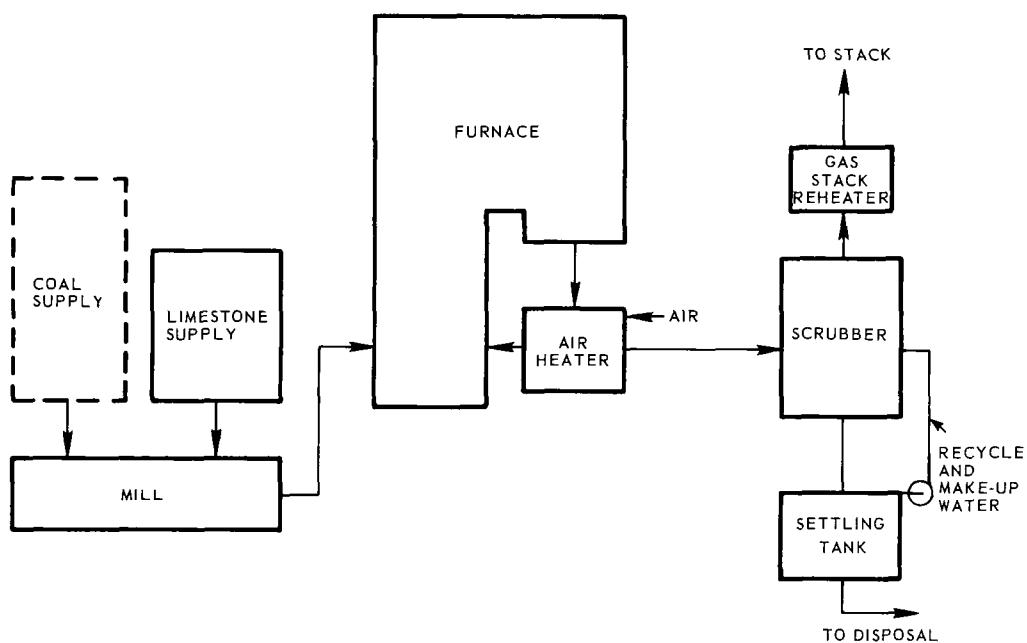 TO STACK
FURNACE
GAS
STACK
REHEATER
COAL
SUPPLY
LIMESTONE
SUPPLY
AIR
AIR
HEATER
SCRUBBER
MILL
RECYCLE
AND
MAKE-UP
WATER
SETTLING
TANK
TO DISPOSAL